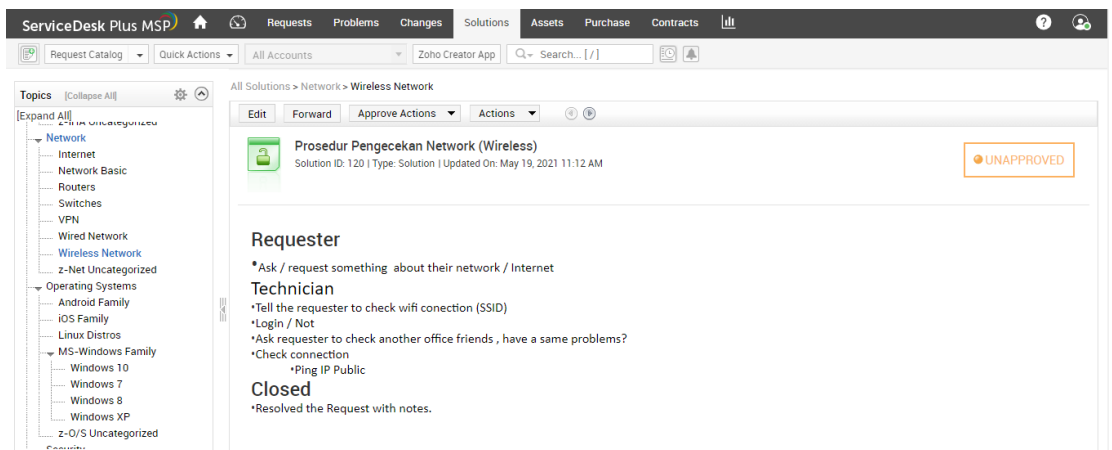 ServiceDesk Plus MSP
Requests Problems Changes Solutions Assets Purchase Contracts
Request Catalog Quick Actions All Accounts Zoho Creator App Search... [ / ]
Topics [Collapse All]
[Expand All]
Network
Internet
Network Basic
Routers
Switches
VPN
Wired Network
Wireless Network
z-Net Uncategorized
Operating Systems
Android Family
iOS Family
Linux Distros
MS-Windows Family
Windows 10
Windows 7
Windows 8
Windows XP
z-O/S Uncategorized
Security
All Solutions > Network > Wireless Network
Edit Forward Approve Actions Actions
Prosedur Pengecekan Network (Wireless)
Solution ID: 120 | Type: Solution | Updated On: May 19, 2021 11:12 AM
UNAPPROVED
Requester
•Ask / request something about their network / Internet
Technician
•Tell the requester to check wifi conection (SSID)
•Login / Not
•Ask requester to check another office friends , have a same problems?
•Check connection
•Ping IP Public
Closed
•Resolved the Request with notes.